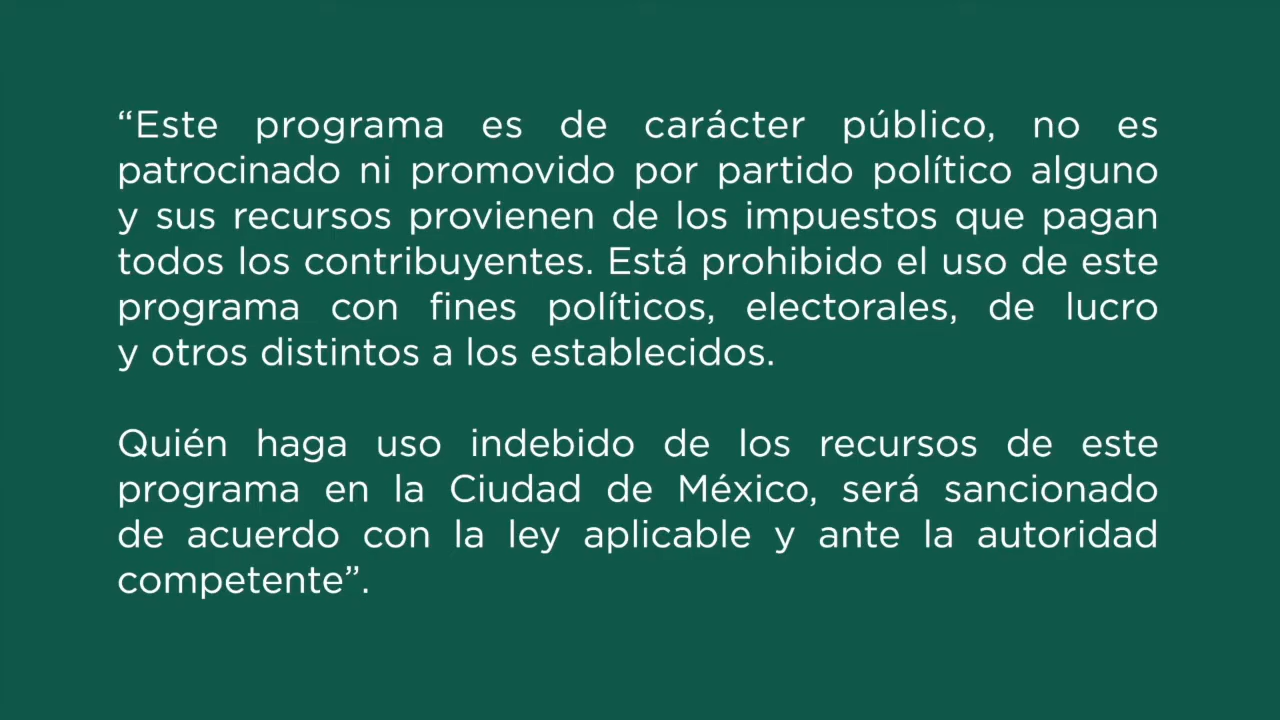 “Este programa es de carácter público, no es
patrocinado ni promovido por partido político alguno
y sus recursos provienen de los impuestos que pagan
todos los contribuyentes. Está prohibido el uso de este
programa con fines políticos, electorales, de lucro
y otros distintos a los establecidos.
Quién haga uso indebido de los recursos de este
programa en la Ciudad de México, será sancionado
de acuerdo con la ley aplicable y ante la autoridad
competente”.